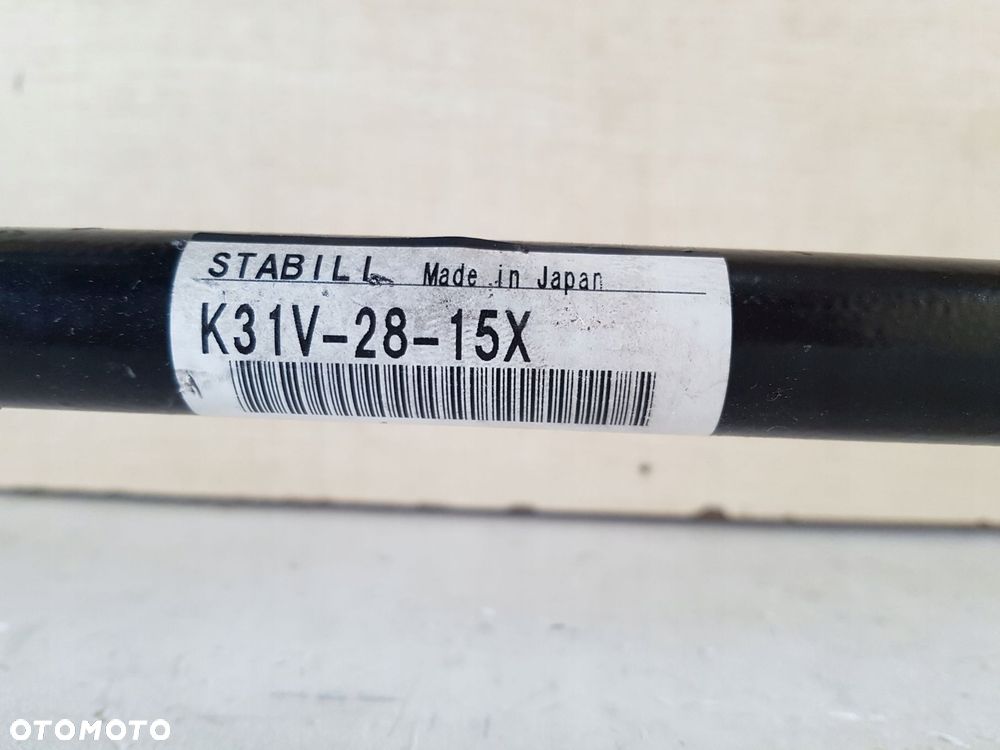 STABILI Made in Japan
K31V-28-15X
OTOMOTO